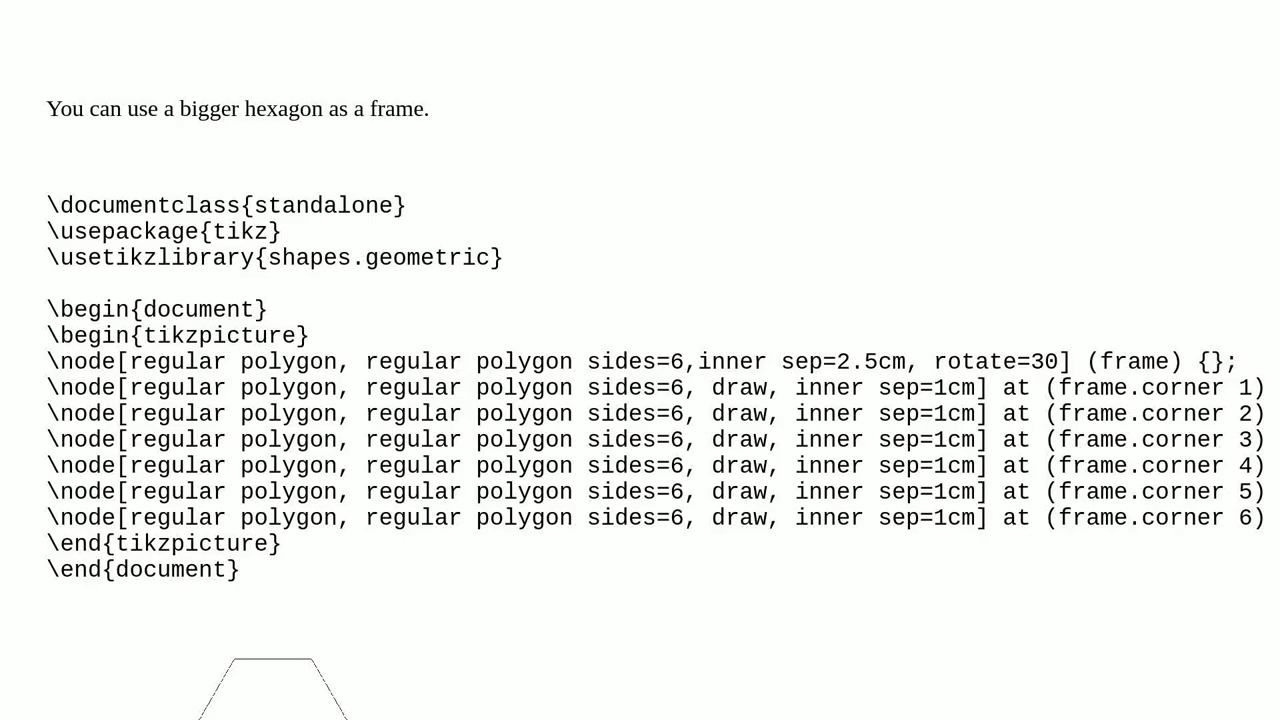 You can use a bigger hexagon as a frame.
\documentclass{standalone}
\usepackage{tikz}
\usetikzlibrary{shapes.geometric}
\begin{document}
\begin{tikzpicture}
\node[regular polygon, regular polygon sides=6,inner sep=2.5cm, rotate=30] (frame) {};
\node[regular polygon, regular polygon sides=6, draw, inner sep=1cm] at (frame.corner 1)
\node[regular polygon, regular polygon sides=6, draw, inner sep=1cm] at (frame.corner 2)
\node[regular polygon, regular polygon sides=6, draw, inner sep=1cm] at (frame.corner 3)
\node[regular polygon, regular polygon sides=6, draw, inner sep=1cm] at (frame.corner 4)
\node[regular polygon, regular polygon sides=6, draw, inner sep=1cm] at (frame.corner 5)
\node[regular polygon, regular polygon sides=6, draw, inner sep=1cm] at (frame.corner 6)
\end{tikzpicture}
\end{document}